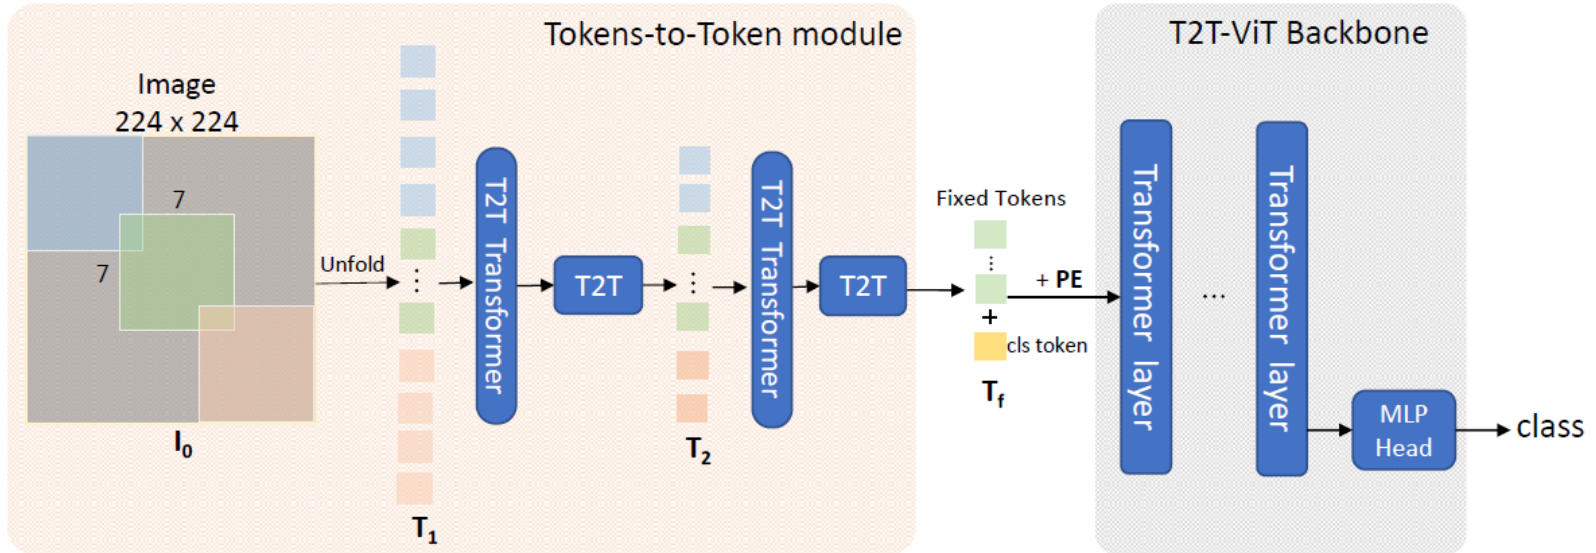 Tokens-to-Token module
T2T-ViT Backbone
Image
224 x 224
7
7
I0
Unfold
...
T1
T2T Transformer
T2T
...
T2
T2T Transformer
T2T
Fixed Tokens
...
+
cls token
Tf
+ PE
Transformer layer
...
Transformer layer
MLP
Head
class